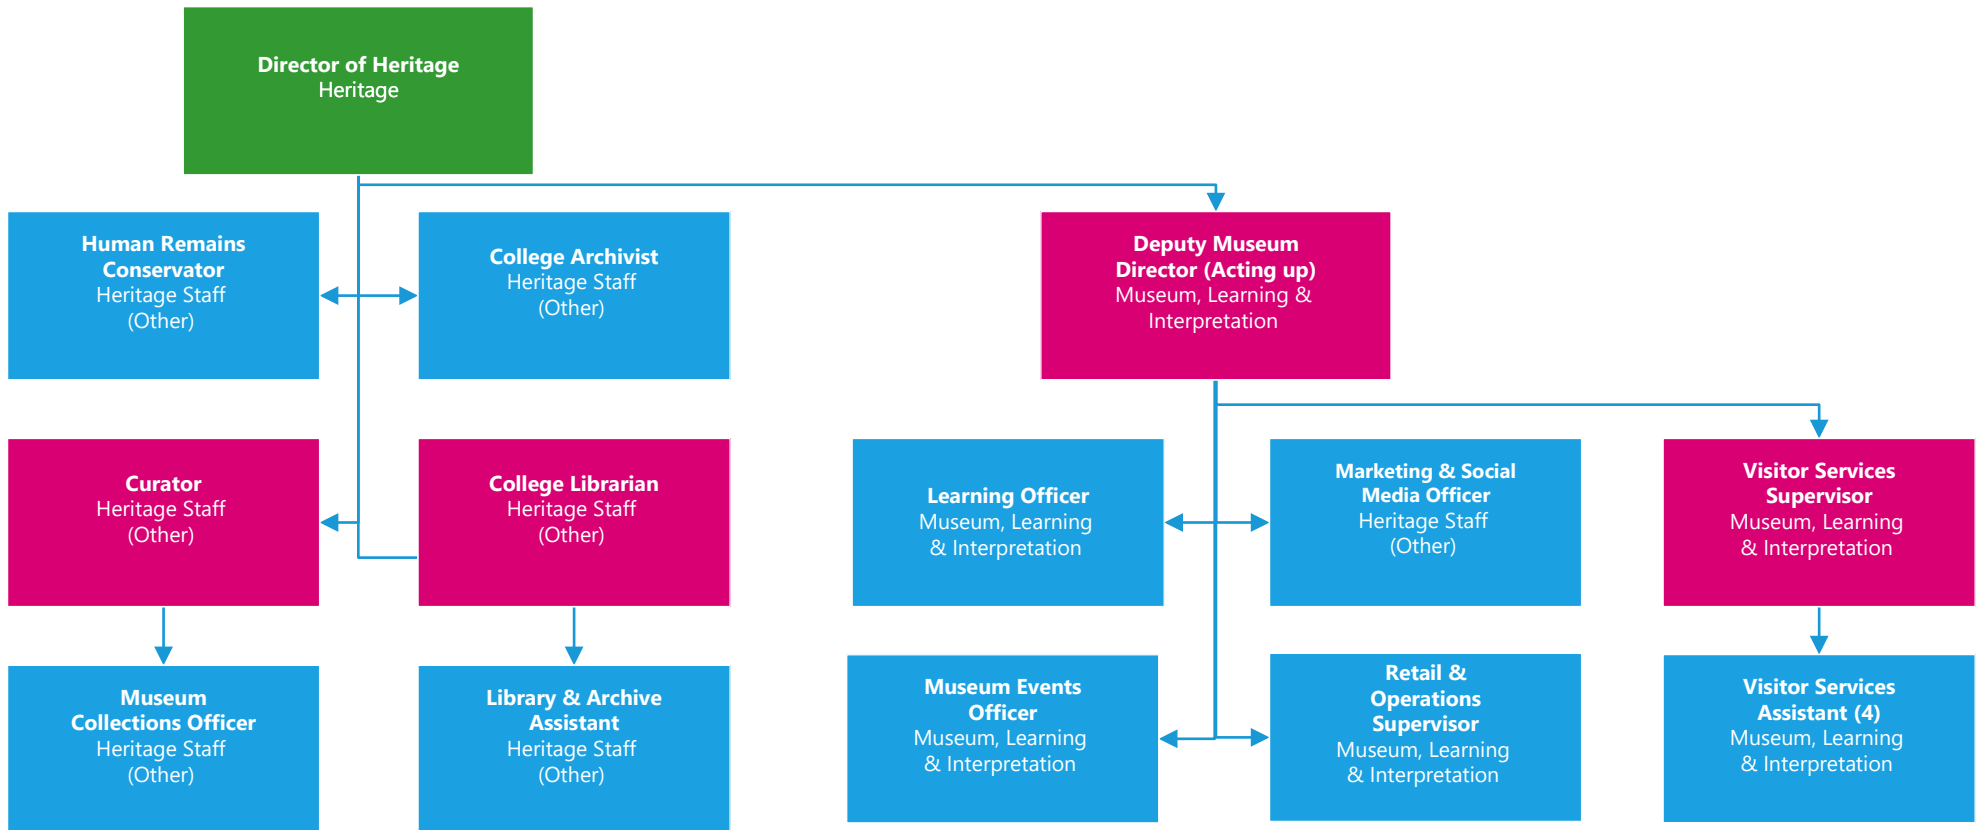 Director of Heritage
Heritage
Human Remains
Conservator
Heritage Staff
(Other)
College Archivist
Heritage Staff
(Other)
Deputy Museum
Director (Acting up)
Museum, Learning &
Interpretation
Curator
Heritage Staff
(Other)
College Librarian
Heritage Staff
(Other)
Learning Officer
Museum, Learning
& Interpretation
Marketing & Social
Media Officer
Heritage Staff
(Other)
Visitor Services
Supervisor
Museum, Learning
& Interpretation
Museum
Collections Officer
Heritage Staff
(Other)
Library & Archive
Assistant
Heritage Staff
(Other)
Museum Events
Officer
Museum, Learning
& Interpretation
Retail &
Operations
Supervisor
Museum, Learning
& Interpretation
Visitor Services
Assistant (4)
Museum, Learning
& Interpretation